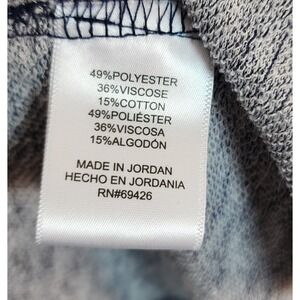 49%POLYESTER
36%VISCOSE
15%COTTON
49%POLIÉSTER
36%VISCOSA
15%ALGODÓN
MADE IN JORDAN
HECHO EN JORDANIA
RN#69426